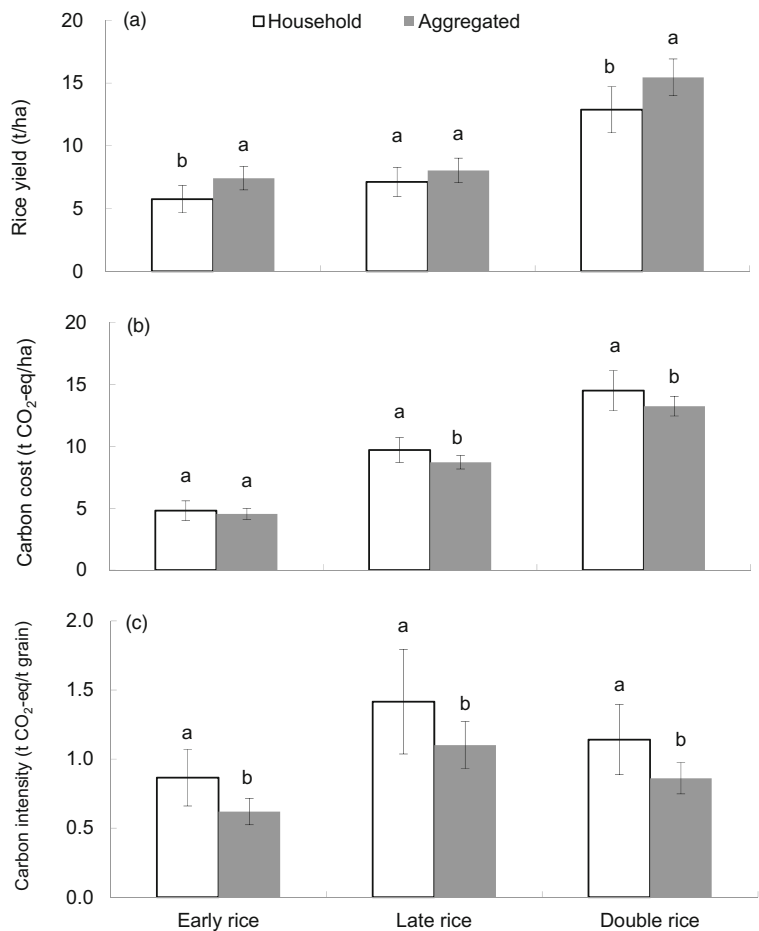 (a)
Household Aggregated
Rice yield (t/ha)
20
15
10
5
0
b a a a b a
(b)
Carbon cost (t CO₂-eq/ha)
20
15
10
5
0
a a a b a b
(c)
Carbon intensity (t CO₂-eq/t grain)
2.0
1.5
1.0
0.5
0.0
a b a b a b
Early rice Late rice Double rice